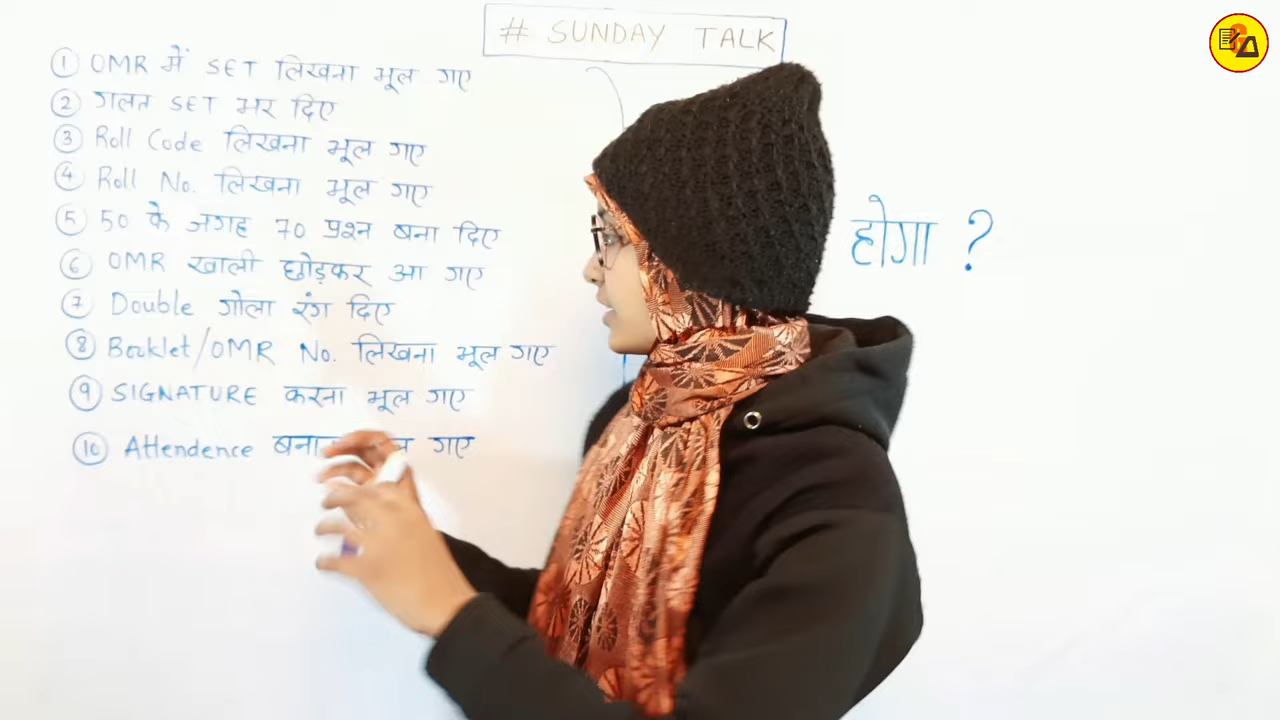 # SUNDAY TALK
① OMR में SET लिखना भूल गए
② गलत SET भर दिए
③ Roll Code लिखना भूल गए
④ Roll No. लिखना भूल गए
⑤ 50 के जगह 70 प्रश्न बना दिए
⑥ OMR खाली छोड़कर आ गए
⑦ Double गोला रंग दिए
⑧ Booklet/OMR No. लिखना भूल गए
⑨ SIGNATURE करना भूल गए
⑩ Attendence गए
होगा ?